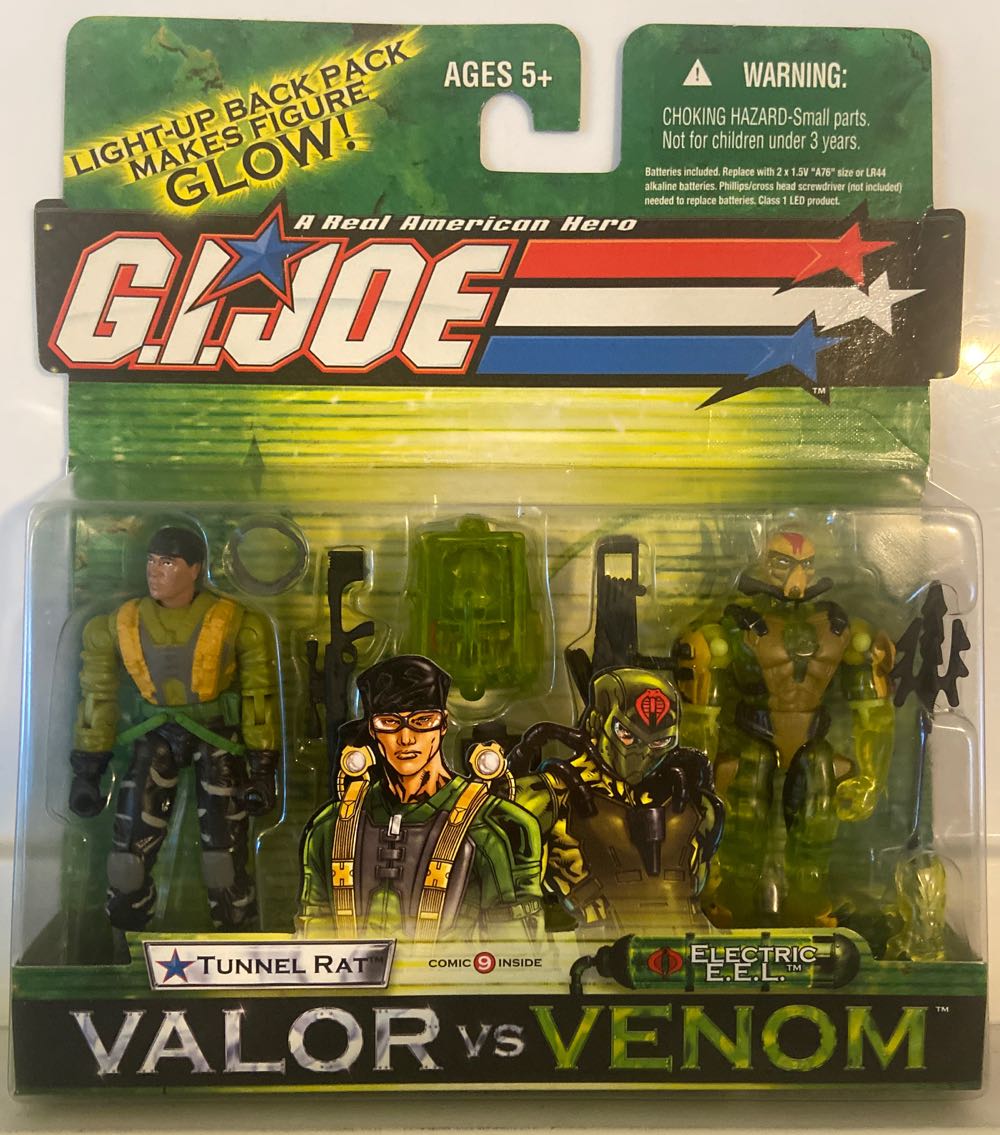 LIGHT-UP BACK PACK
MAKES FIGURE
GLOW!
AGES 5+
WARNING:
CHOKING HAZARD-Small parts.
Not for children under 3 years.
Batteries included. Replace with 2 x 1.5V "A76" size or LR44
alkaline batteries. Phillips/cross head screwdriver (not included)
needed to replace batteries. Class 1 LED product.
A Real American Hero
G.I. JOE
TM
TUNNEL RAT™
COMIC 9 INSIDE
ELECTRIC
E.E.L.™
VALOR VS VENOM™